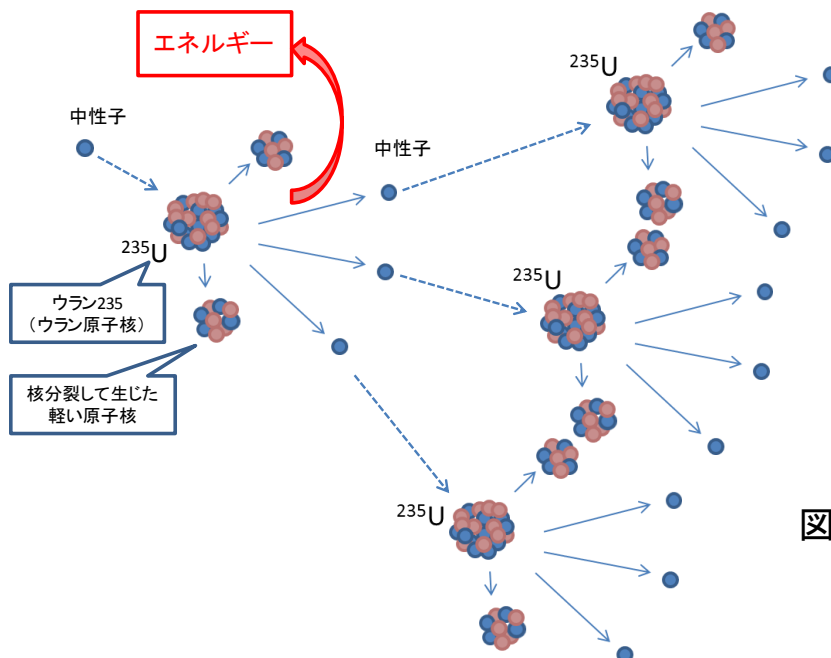 エネルギー
中性子
²³⁵U
ウラン235
（ウラン原子核）
核分裂して生じた
軽い原子核
中性子
²³⁵U
²³⁵U
²³⁵U
図